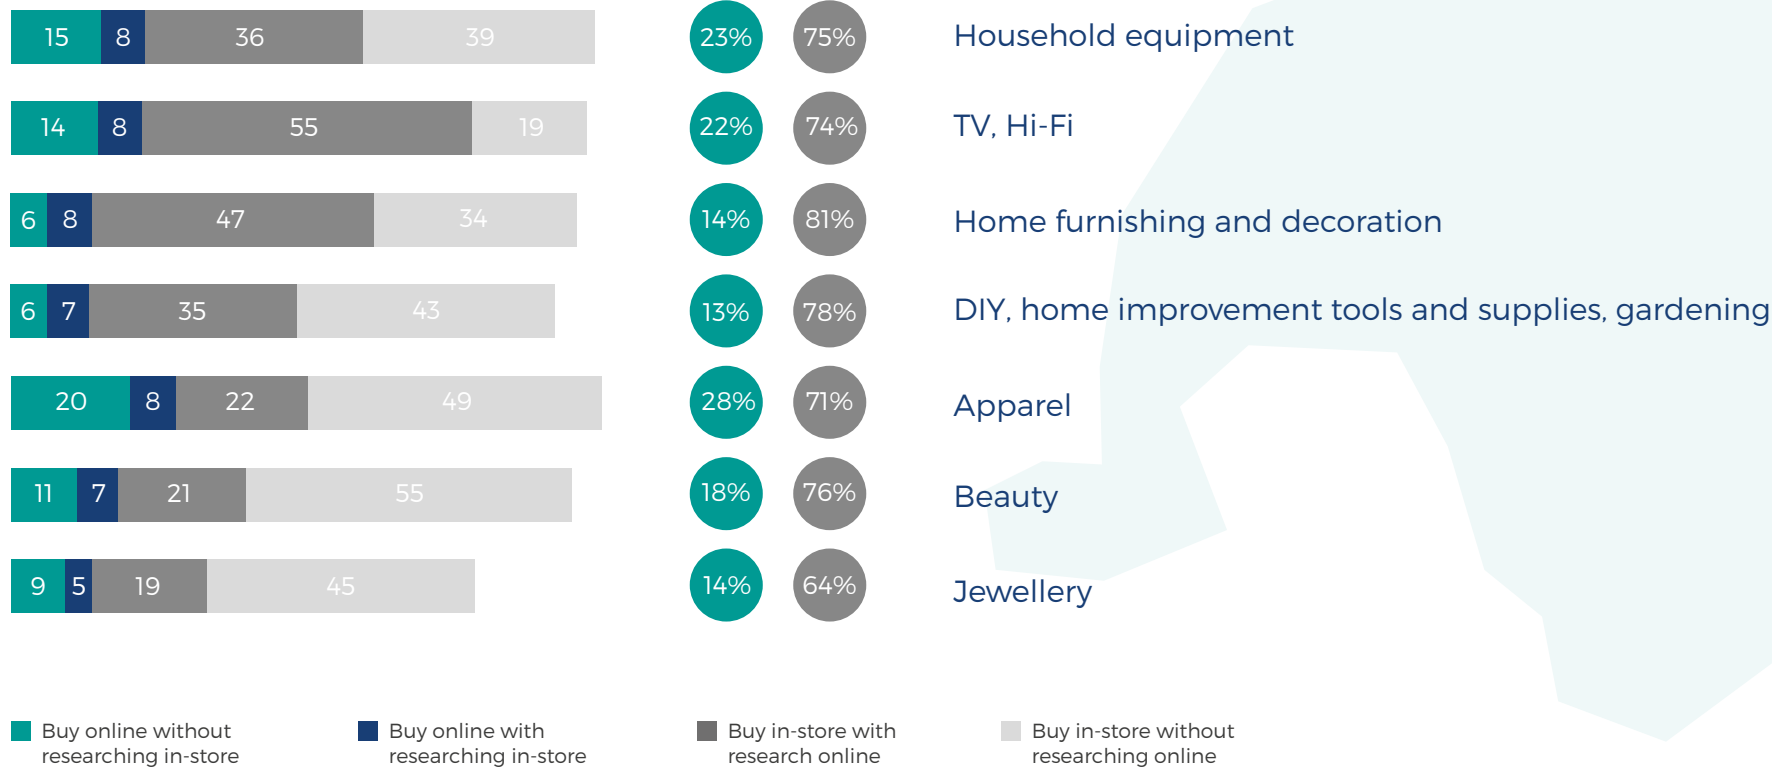 15 8 36 39 23% 75% Household equipment
14 8 55 19 22% 74% TV, Hi-Fi
6 8 47 34 14% 81% Home furnishing and decoration
6 7 35 43 13% 78% DIY, home improvement tools and supplies, gardening
20 8 22 49 28% 71% Apparel
11 7 21 55 18% 76% Beauty
9 5 19 45 14% 64% Jewellery
Buy online without
researching in-store
Buy online with
researching in-store
Buy in-store with
research online
Buy in-store without
researching online